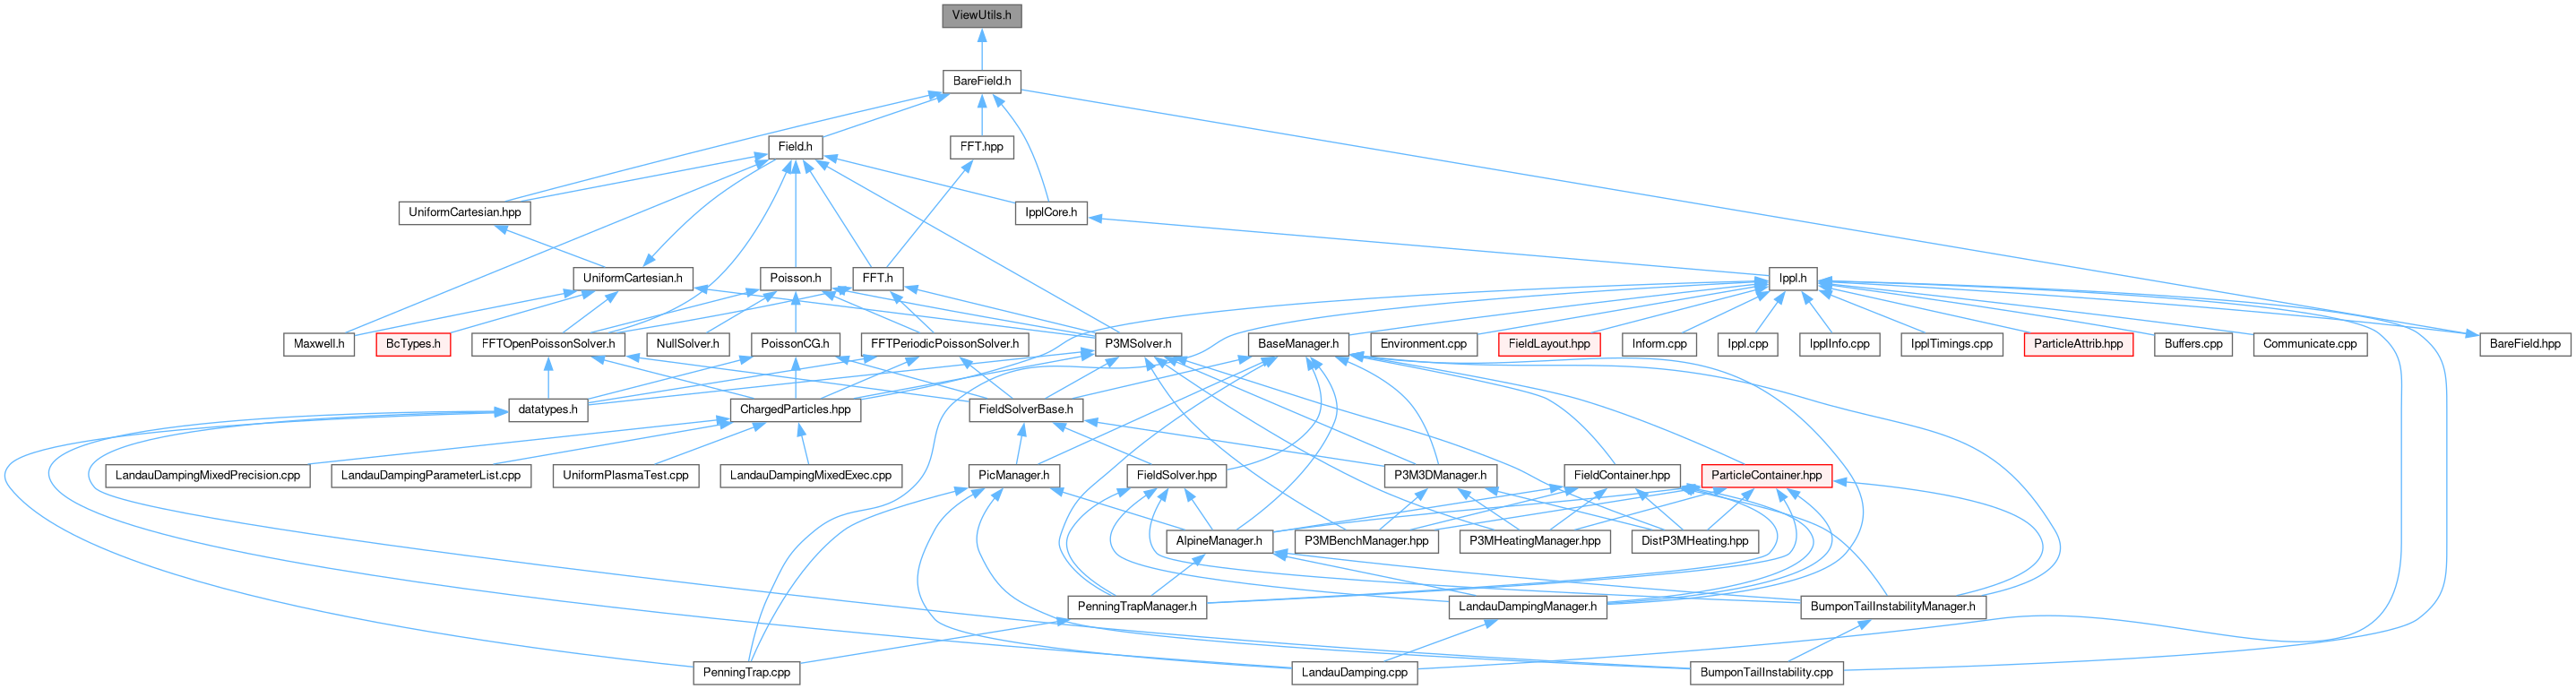 ViewUtils.h
BareField.h
Field.h
FFT.hpp
UniformCartesian.hpp
IpplCore.h
UniformCartesian.h
Poisson.h
FFT.h
Ippl.h
Maxwell.h
BcTypes.h
FFTOpenPoissonSolver.h
NullSolver.h
PoissonCG.h
FFTPeriodicPoissonSolver.h
P3MSolver.h
BaseManager.h
Environment.cpp
FieldLayout.hpp
Inform.cpp
Ippl.cpp
IpplInfo.cpp
IpplTimings.cpp
ParticleAttrib.hpp
Buffers.cpp
Communicate.cpp
BareField.hpp
datatypes.h
ChargedParticles.hpp
FieldSolverBase.h
LandauDampingMixedPrecision.cpp
LandauDampingParameterList.cpp
UniformPlasmaTest.cpp
LandauDampingMixedExec.cpp
PicManager.h
FieldSolver.hpp
P3M3DManager.h
FieldContainer.hpp
ParticleContainer.hpp
AlpineManager.h
P3MBenchManager.hpp
P3MHeatingManager.hpp
DistP3MHeating.hpp
PenningTrapManager.h
LandauDampingManager.h
BumponTailInstabilityManager.h
PenningTrap.cpp
LandauDamping.cpp
BumponTailInstability.cpp